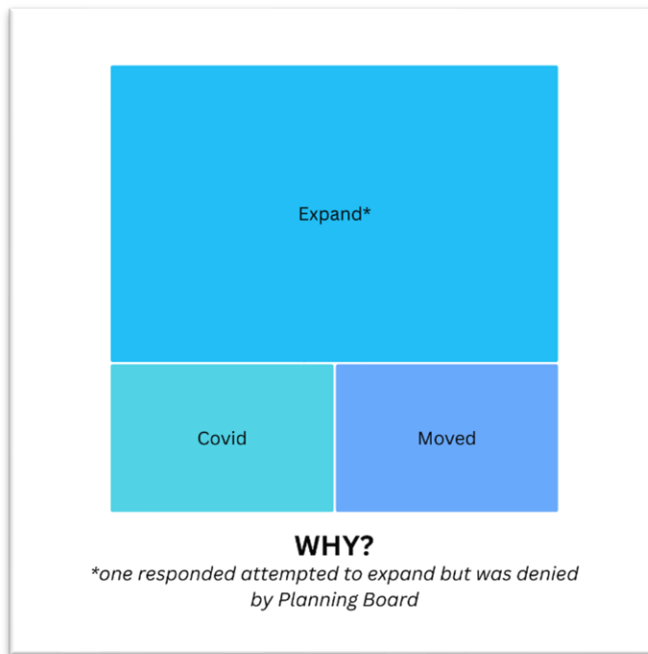 Expand*
Covid
Moved
WHY?
*one responded attempted to expand but was denied
by Planning Board